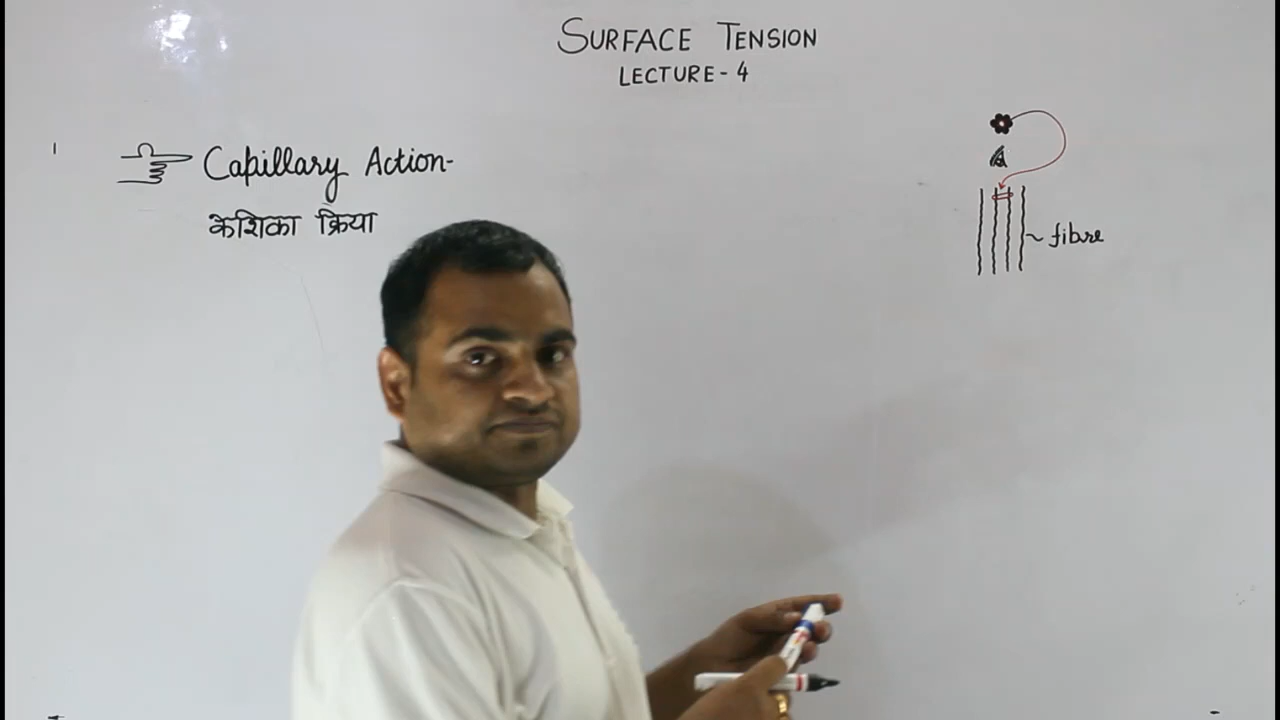 SURFACE TENSION
LECTURE-4
Capillary Action-
केशिका क्रिया
fibre